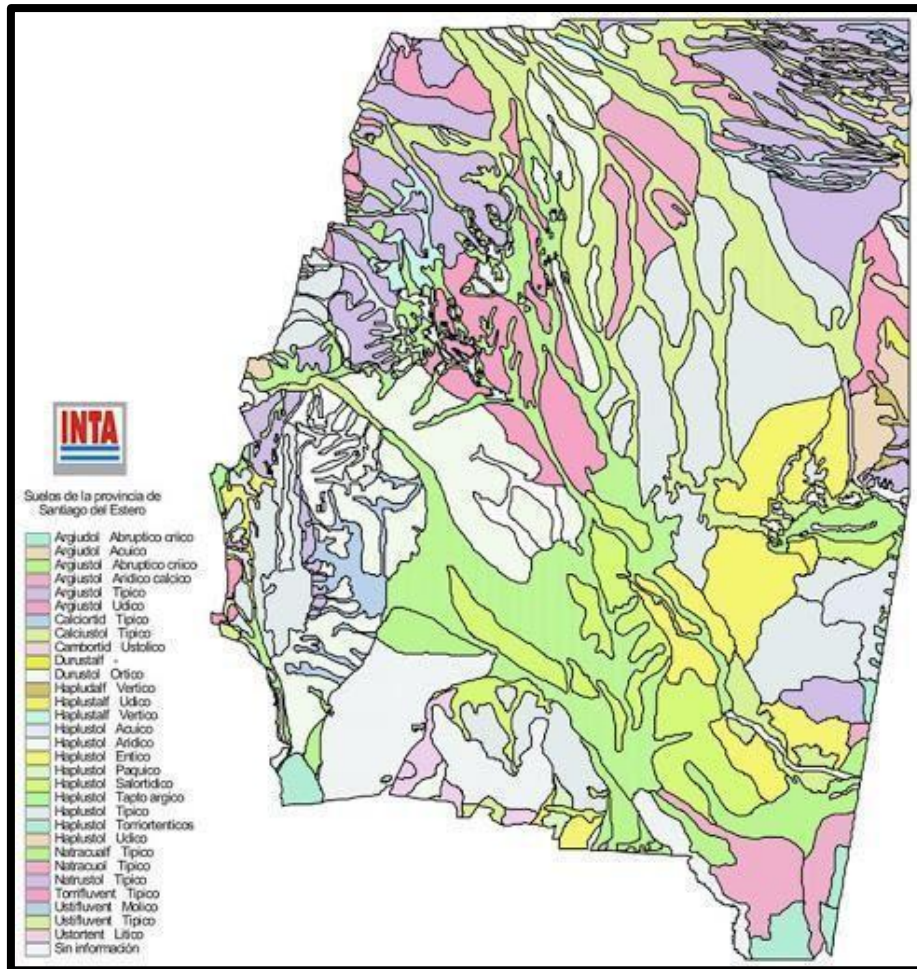 INTA
Suelos de la provincia de
Santiago del Estero
Argiudol Abruptico criico
Argiudol Acuico
Argiustol Abruptico criico
Argiustol Aridico calcico
Argiustol Tipico
Argiustol Udico
Calciortid Tipico
Calciustol Tipico
Cambortid Ustolico
Durustalf -
Durustol Ortico
Hapludalf Vertico
Haplustalf Udico
Haplustalf Vertico
Haplustol Acuico
Haplustol Aridico
Haplustol Entico
Haplustol Paquico
Haplustol Salortidico
Haplustol Tapto argico
Haplustol Tipico
Haplustol Torriortenticos
Haplustol Udico
Natracualf Tipico
Natracuol Tipico
Natrustol Tipico
Torrifluvent Tipico
Ustifluvent Molico
Ustifluvent Tipico
Ustortent Litico
Sin información